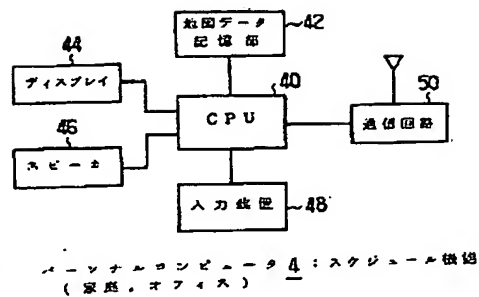 44
ディスプレイ
46
スピーカ
地図データ
記憶部
42
CPU
40
入力装置
48
通信回路
50
パーソナルコンピュータ 4 : スケジュール機能
(家庭,オフィス)